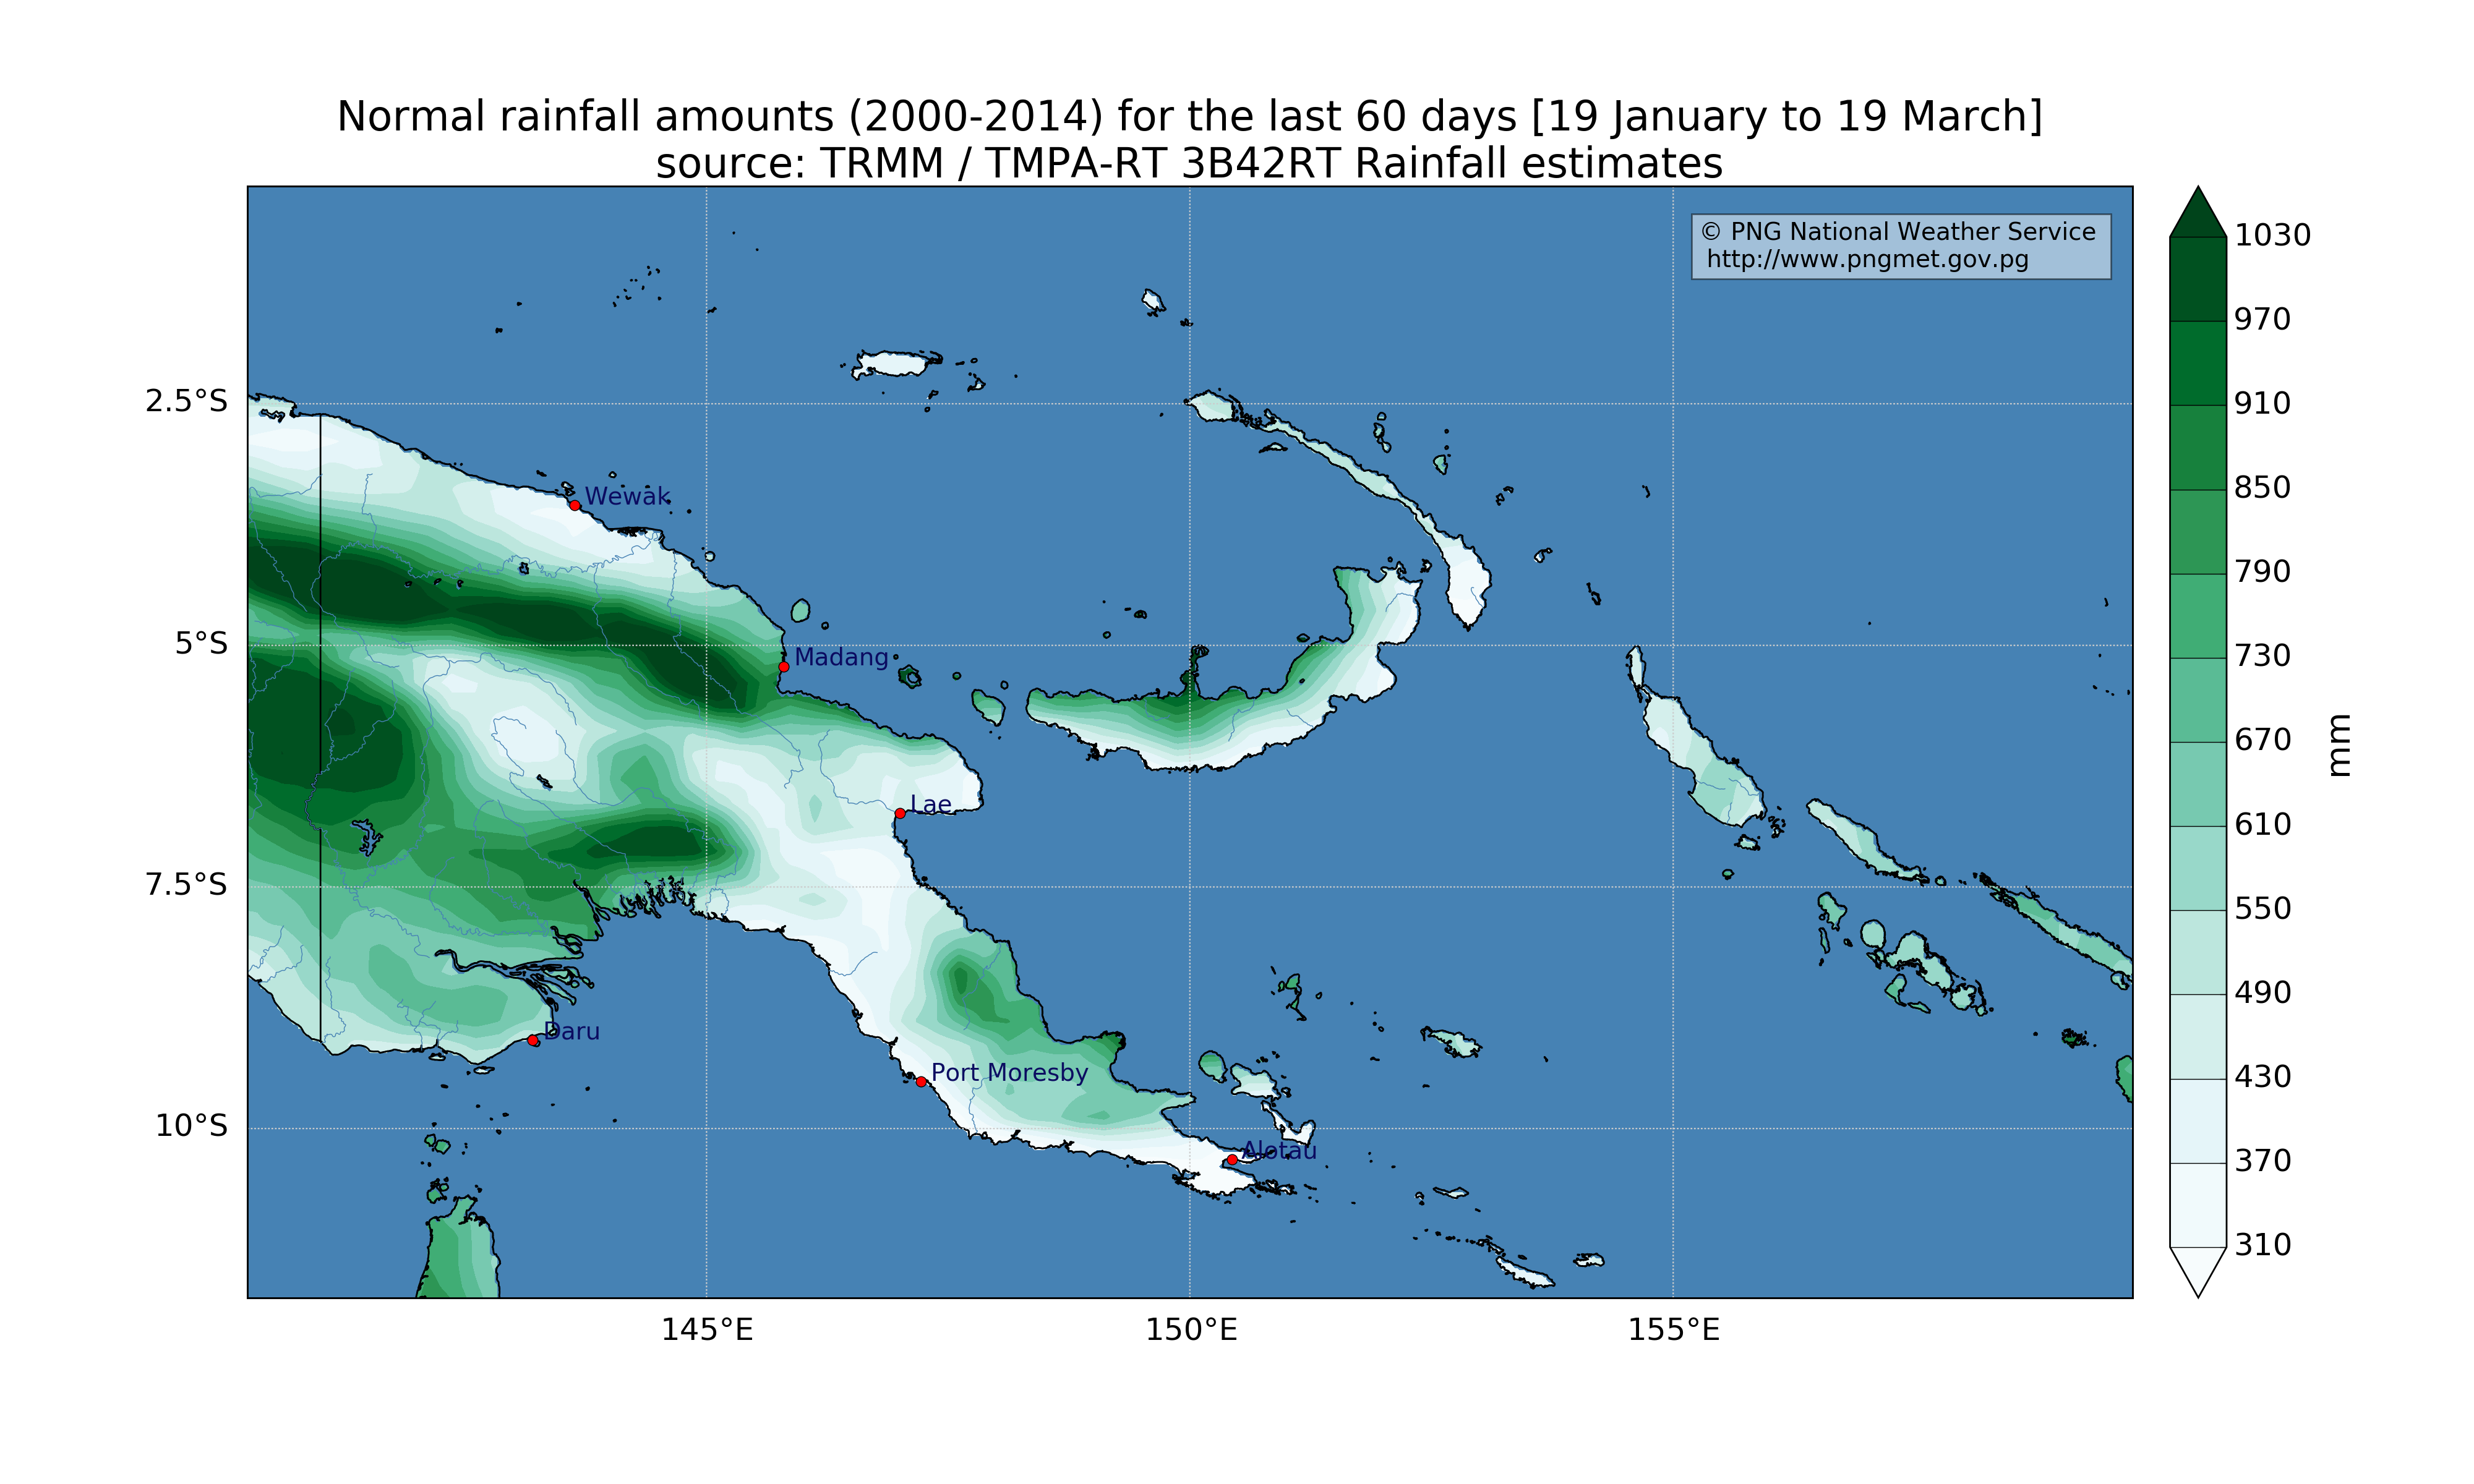 Normal rainfall amounts (2000-2014) for the last 60 days [19 January to 19 March]
source: TRMM / TMPA-RT 3B42RT Rainfall estimates
© PNG National Weather Service
http://www.pngmet.gov.pg
1030
970
910
850
790
730
670
610
550
490
430
370
310
mm
2.5°S
5°S
7.5°S
10°S
Wewak
Madang
Lae
Daru
Port Moresby
Alotau
145°E
150°E
155°E